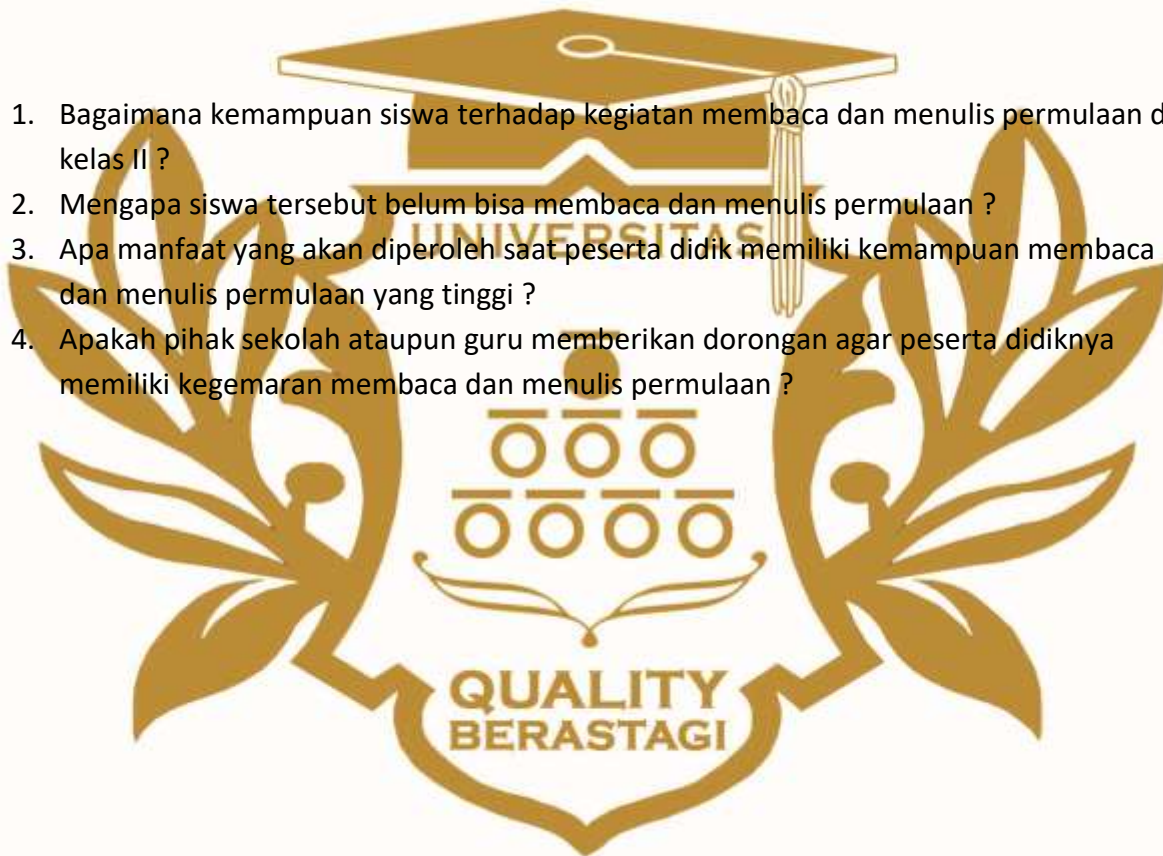 1. Bagaimana kemampuan siswa terhadap kegiatan membaca dan menulis permulaan d
kelas II ?
2. Mengapa siswa tersebut belum bisa membaca dan menulis permulaan ?
UNIVERSITAS
3. Apa manfaat yang akan diperoleh saat peserta didik memiliki kemampuan membaca
dan menulis permulaan yang tinggi ?
4. Apakah pihak sekolah ataupun guru memberikan dorongan agar peserta didiknya
memiliki kegemaran membaca dan menulis permulaan ?
QUALITY
BERASTAGI